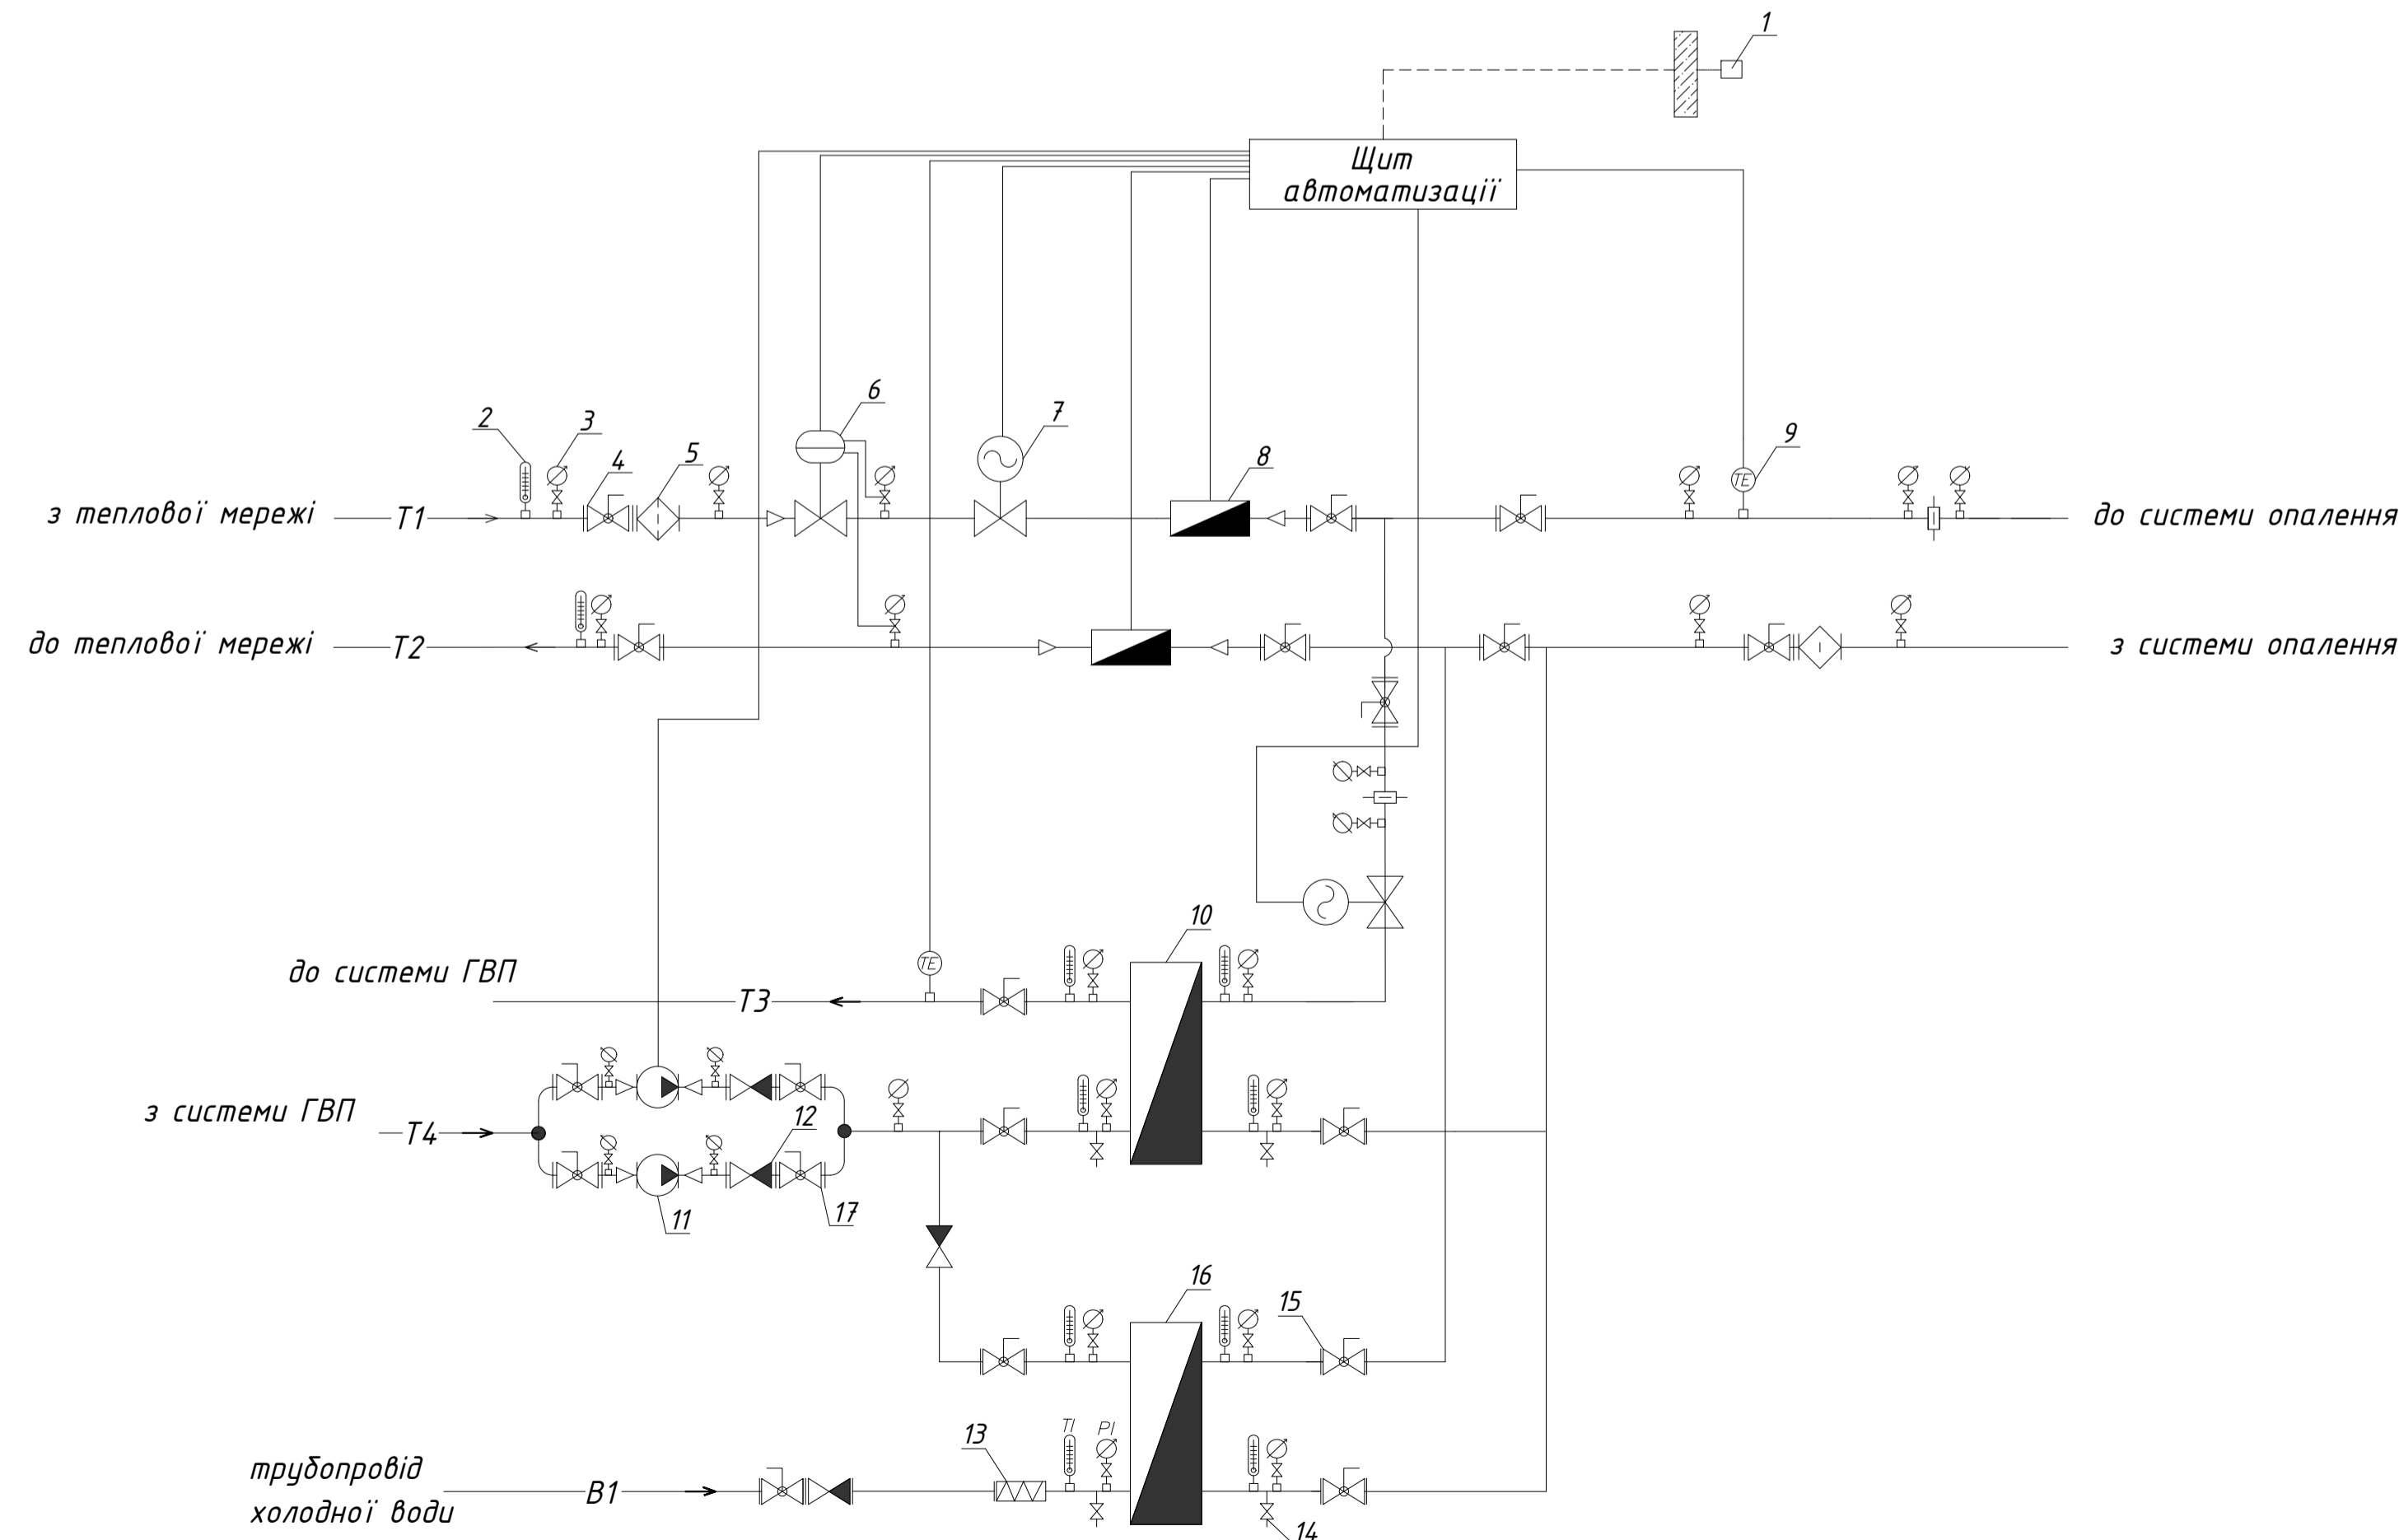 1
Щит
автоматизації
2
3
4
5
6
7
8
9
TE
з теплової мережі
T1
до системи опалення
до теплової мережі
T2
з системи опалення
10
до системи ГВП
TE
T3
з системи ГВП
T4
12
11
17
16
15
13
TI
PI
трубопровід
холодної води
B1
14